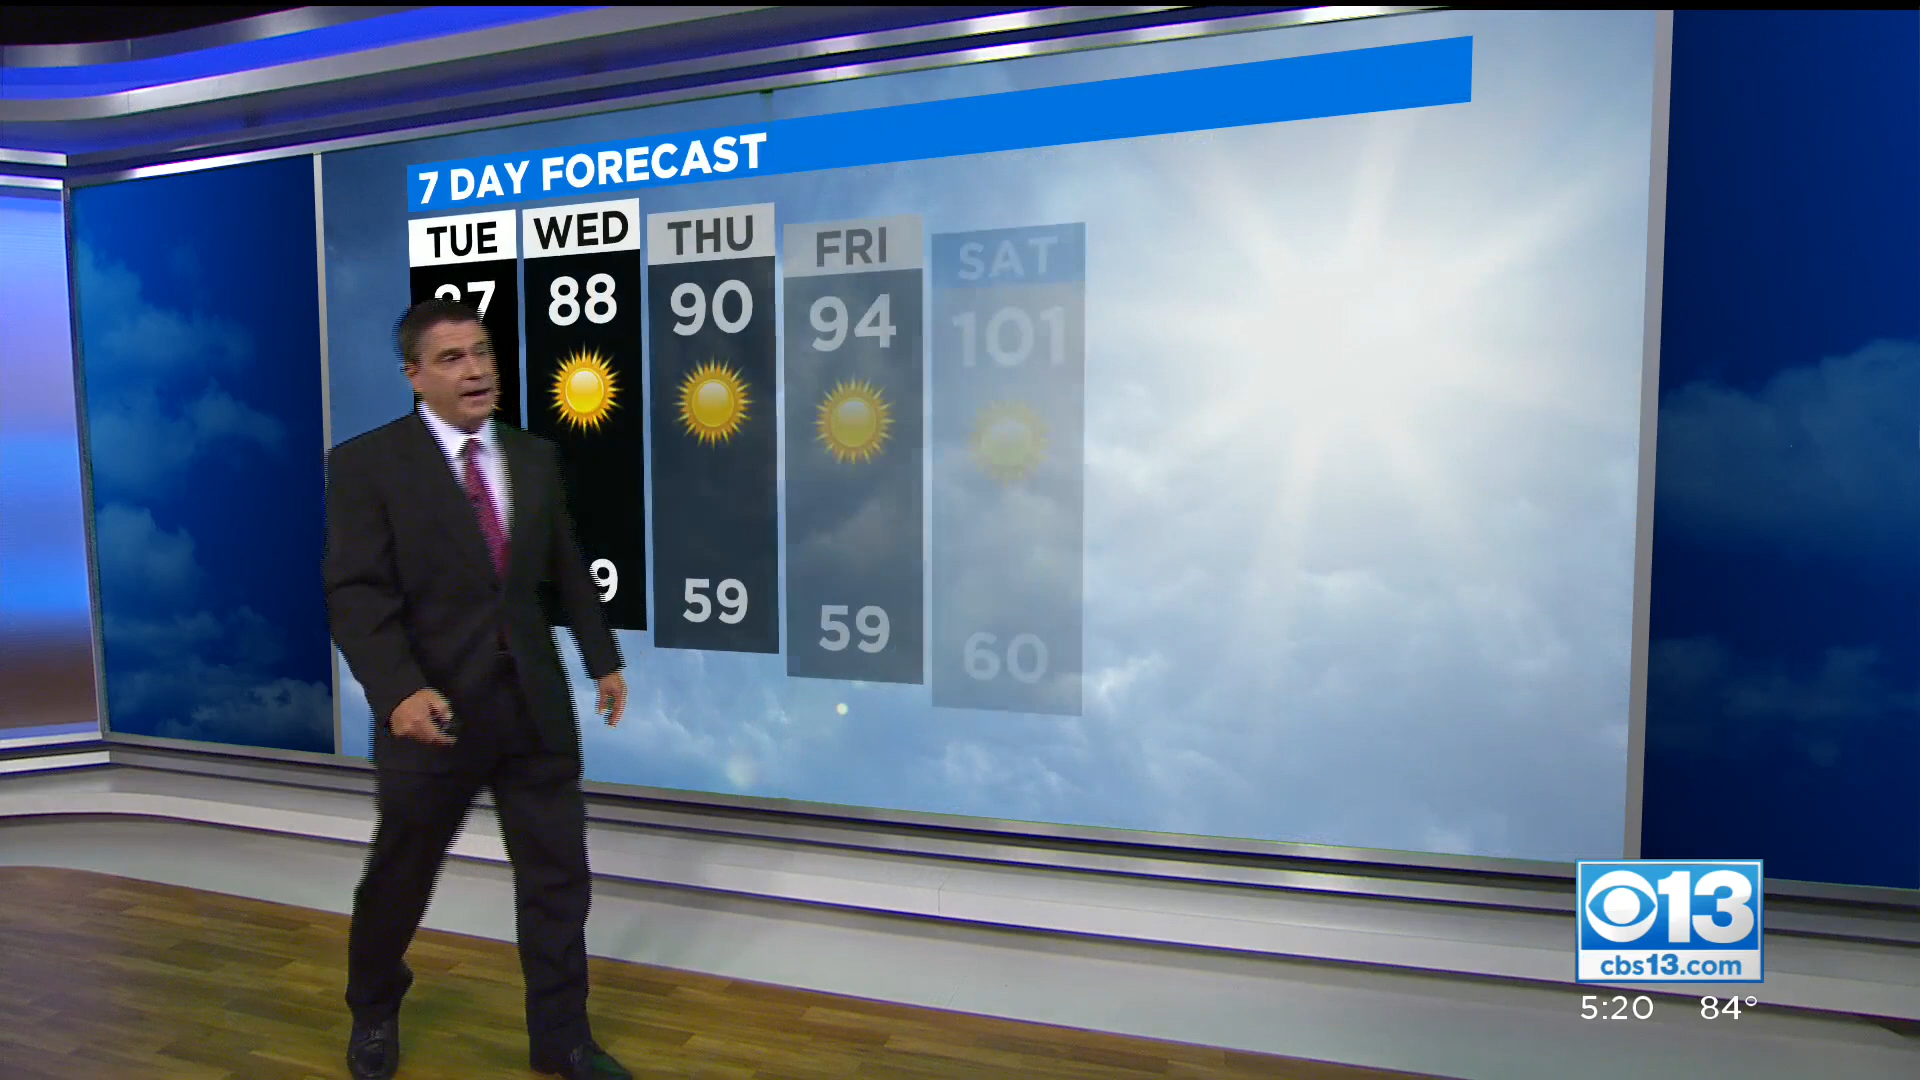 7 DAY FORECAST
TUE WED THU FRI SAT
88 90 94 101
59 59 60
13
cbs13.com
5:20 84°